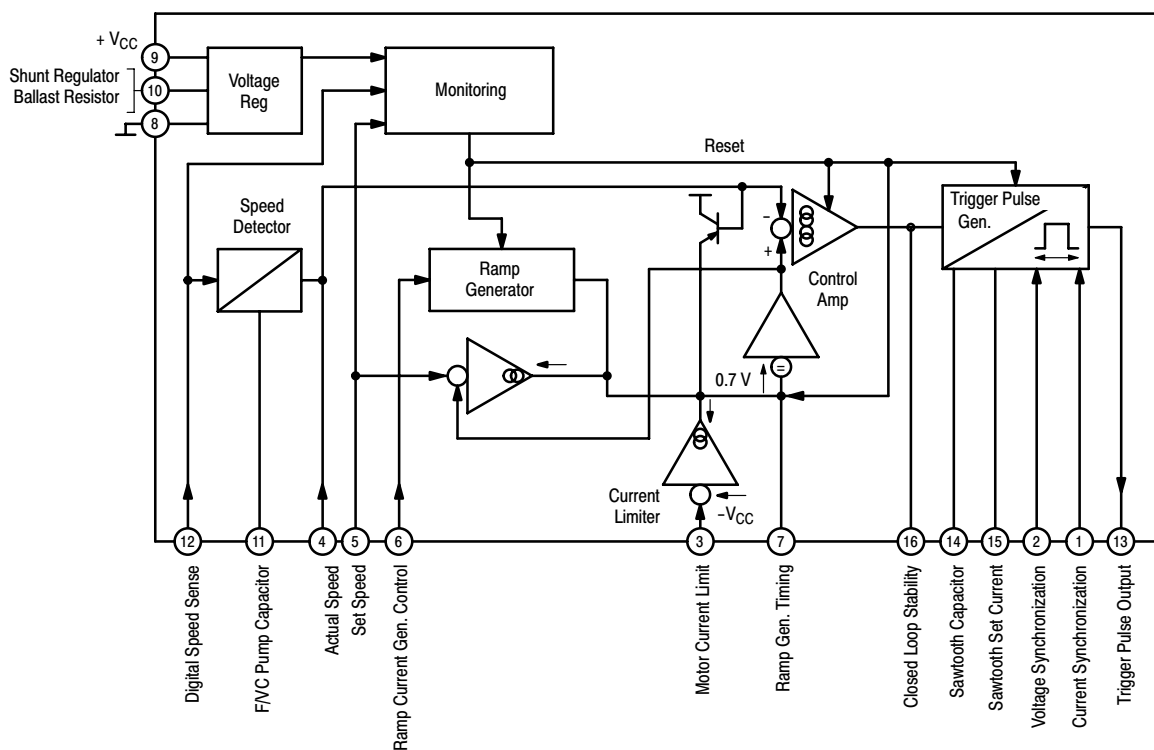 + VCC
9
Shunt Regulator
Ballast Resistor
10
8
Voltage
Reg
Monitoring
Reset
Speed
Detector
Ramp
Generator
-
+
Control
Amp
Trigger Pulse
Gen.
=
0.7 V
Current
Limiter
–VCC
12
11
4
5
6
3
7
16
14
15
2
1
13
Digital Speed Sense
F/VC Pump Capacitor
Actual Speed
Set Speed
Ramp Current Gen. Control
Motor Current Limit
Ramp Gen. Timing
Closed Loop Stability
Sawtooth Capacitor
Sawtooth Set Current
Voltage Synchronization
Current Synchronization
Trigger Pulse Output